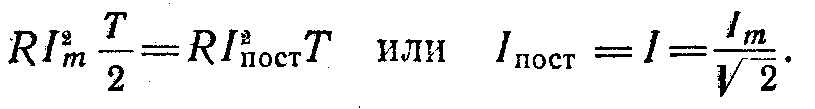 RI²ₘ T/2 = RI²пост T или Iпост = I = Iₘ/√2.